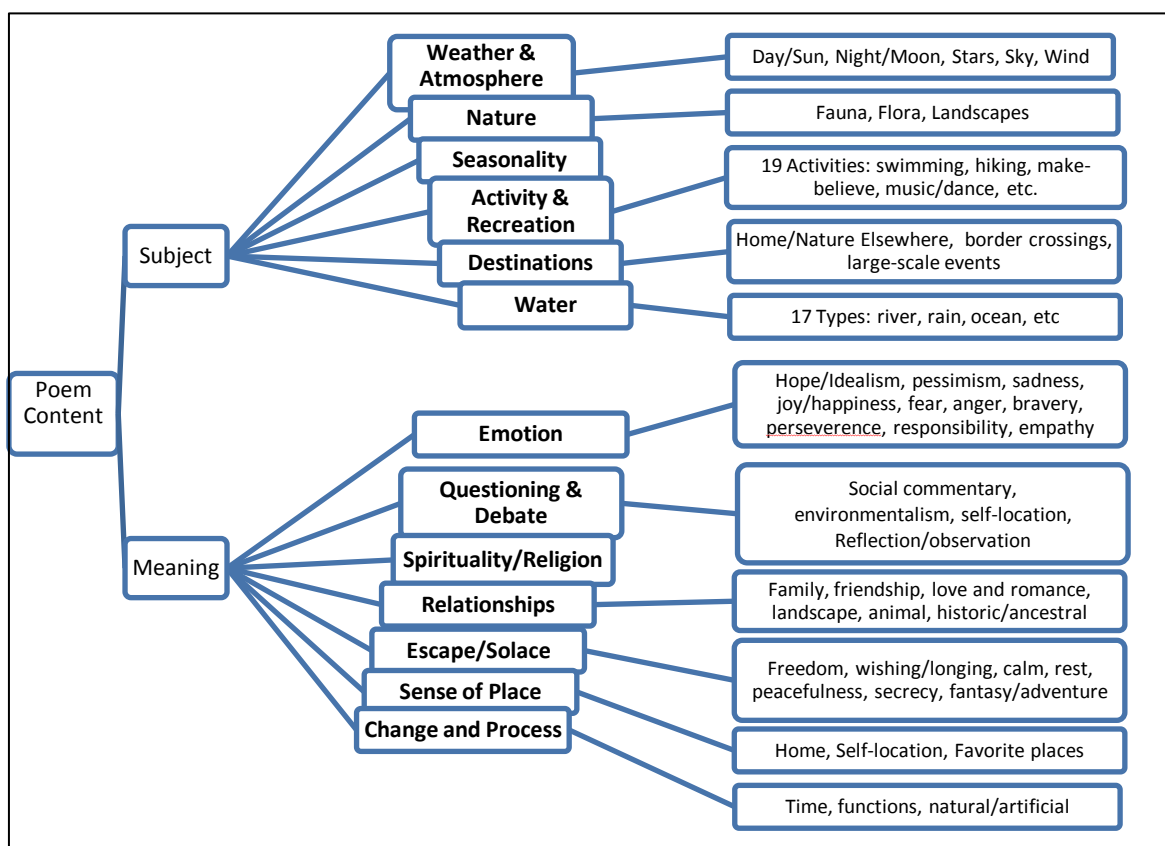 Poem
Content
Subject
Weather &
Atmosphere
Day/Sun, Night/Moon, Stars, Sky, Wind
Nature
Fauna, Flora, Landscapes
Seasonality
Activity &
Recreation
19 Activities: swimming, hiking, make-
believe, music/dance, etc.
Destinations
Home/Nature Elsewhere, border crossings,
large-scale events
Water
17 Types: river, rain, ocean, etc
Meaning
Emotion
Hope/Idealism, pessimism, sadness,
joy/happiness, fear, anger, bravery,
perseverence, responsibility, empathy
Questioning &
Debate
Social commentary,
environmentalism, self-location,
Reflection/observation
Spirituality/Religion
Relationships
Family, friendship, love and romance,
landscape, animal, historic/ancestral
Escape/Solace
Freedom, wishing/longing, calm, rest,
peacefulness, secrecy, fantasy/adventure
Sense of Place
Home, Self-location, Favorite places
Change and Process
Time, functions, natural/artificial